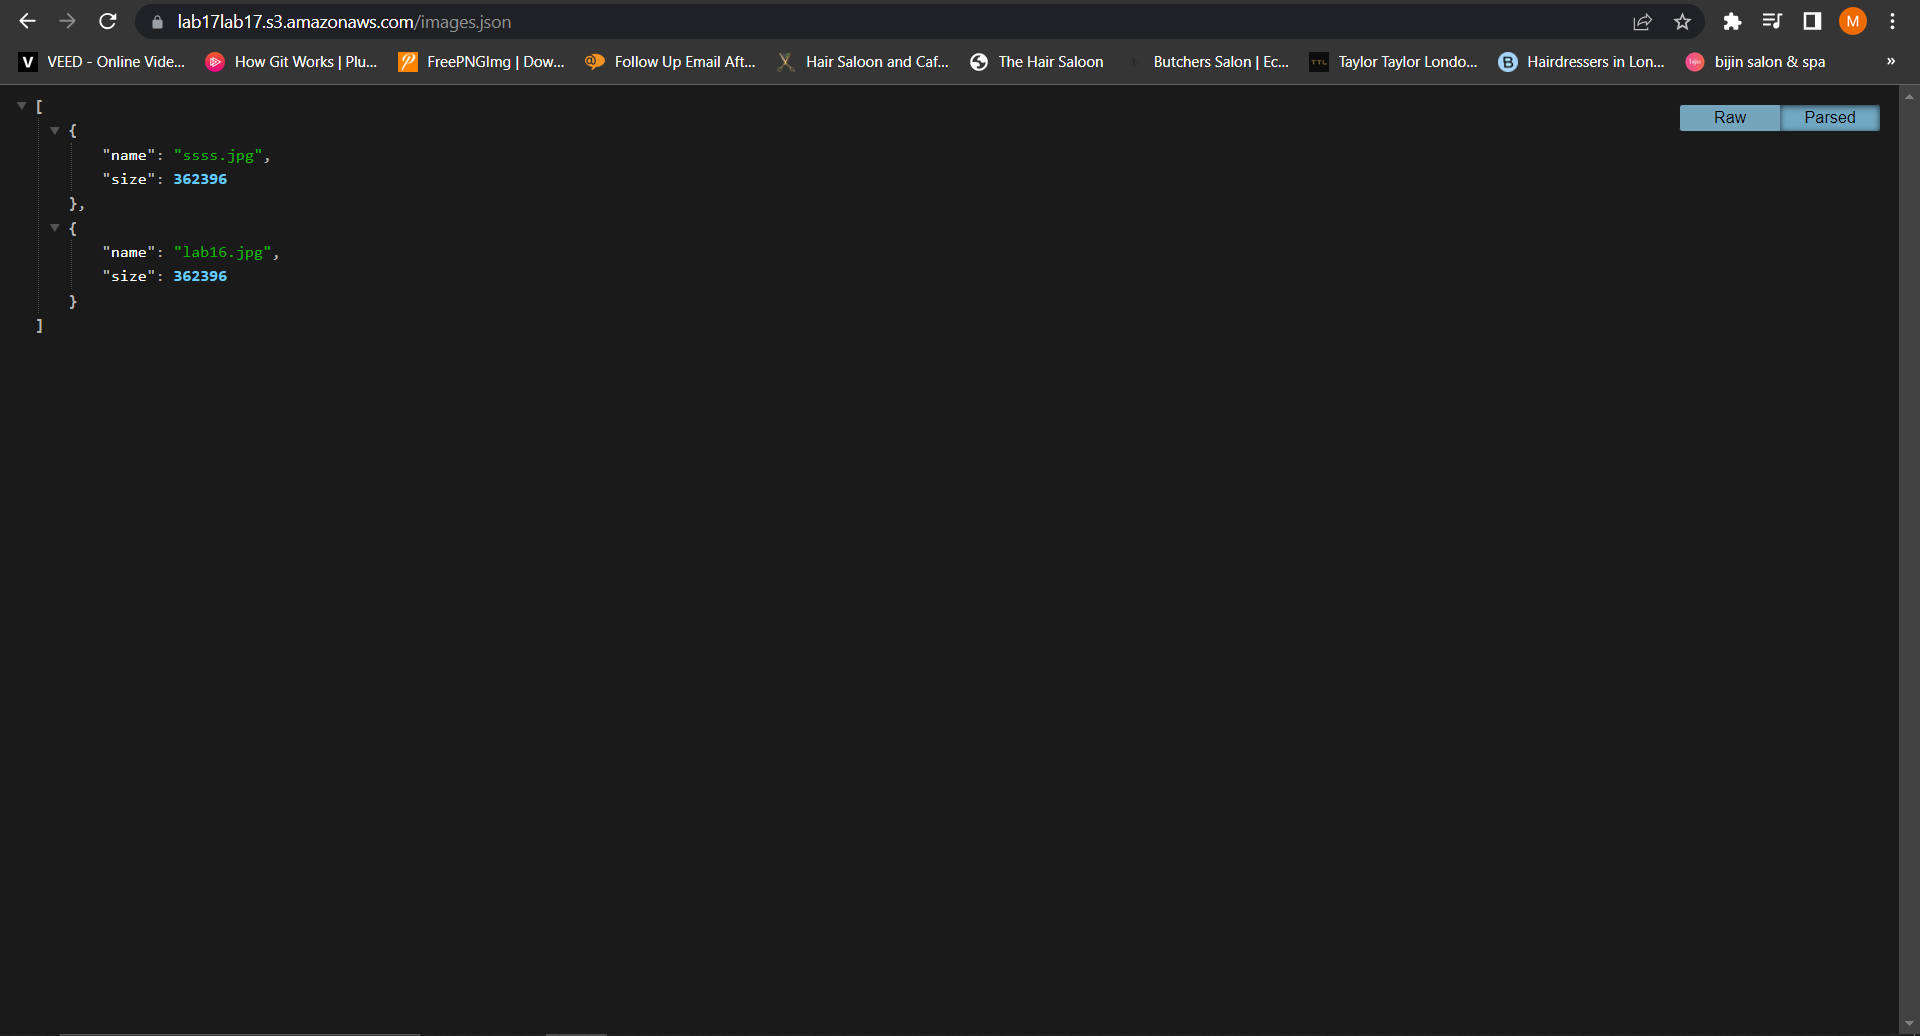 lab17lab17.s3.amazonaws.com/images.json
M
V VEED - Online Vide... How Git Works | Plu... FreePNGImg | Dow... Follow Up Email Aft... Hair Saloon and Caf... The Hair Saloon Butchers Salon | Ec... TTL Taylor Taylor Londo... B Hairdressers in Lon... bijin salon & spa »
[
Raw Parsed
{
"name": "ssss.jpg",
"size": 362396
},
{
"name": "lab16.jpg",
"size": 362396
}
]